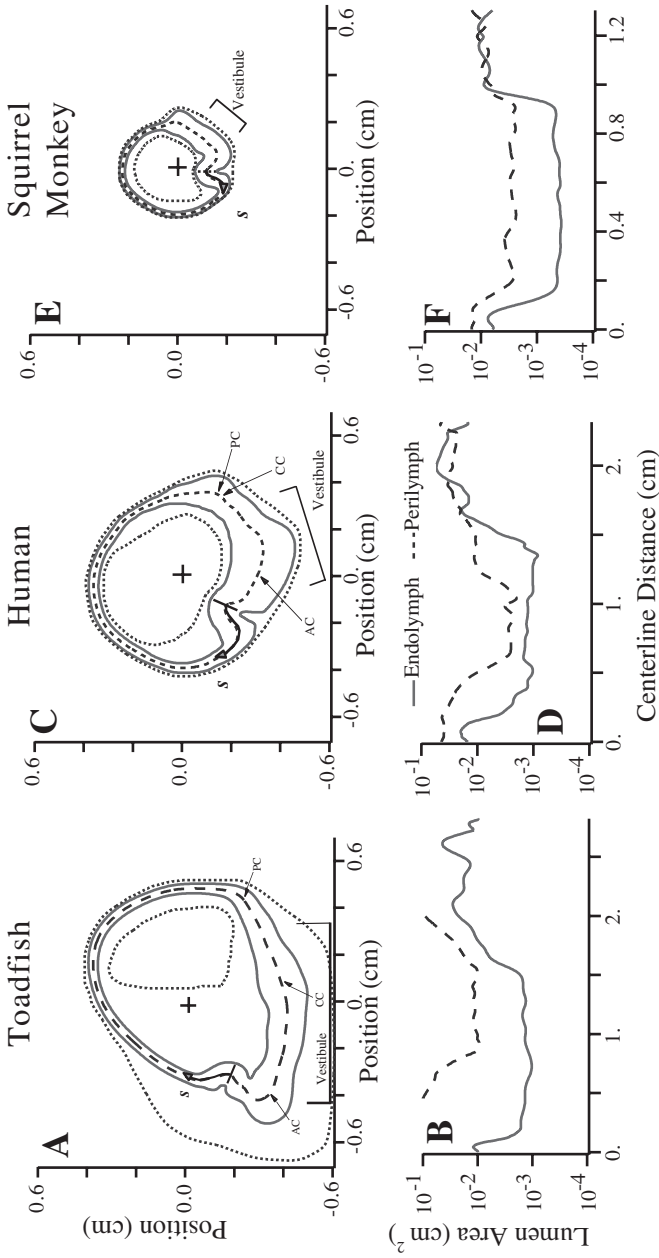 Toadfish
Human
Squirrel
Monkey
A
0.6
0.0
-0.6
Position (cm)
s
AC
CC
PC
Vestibule
-0.6
0.
0.6
Position (cm)
C
0.6
0.0
-0.6
s
AC
CC
PC
Vestibule
-0.6
0.
0.6
Position (cm)
E
0.6
0.0
-0.6
s
Vestibule
-0.6
0.
0.6
Position (cm)
B
10-1
10-2
10-3
10-4
Lumen Area (cm2)
0.
1.
2.
D
10-1
10-2
10-3
10-4
Endolymph
Perilymph
0.
1.
2.
Centerline Distance (cm)
F
10-1
10-2
10-3
10-4
0.
0.4
0.8
1.2